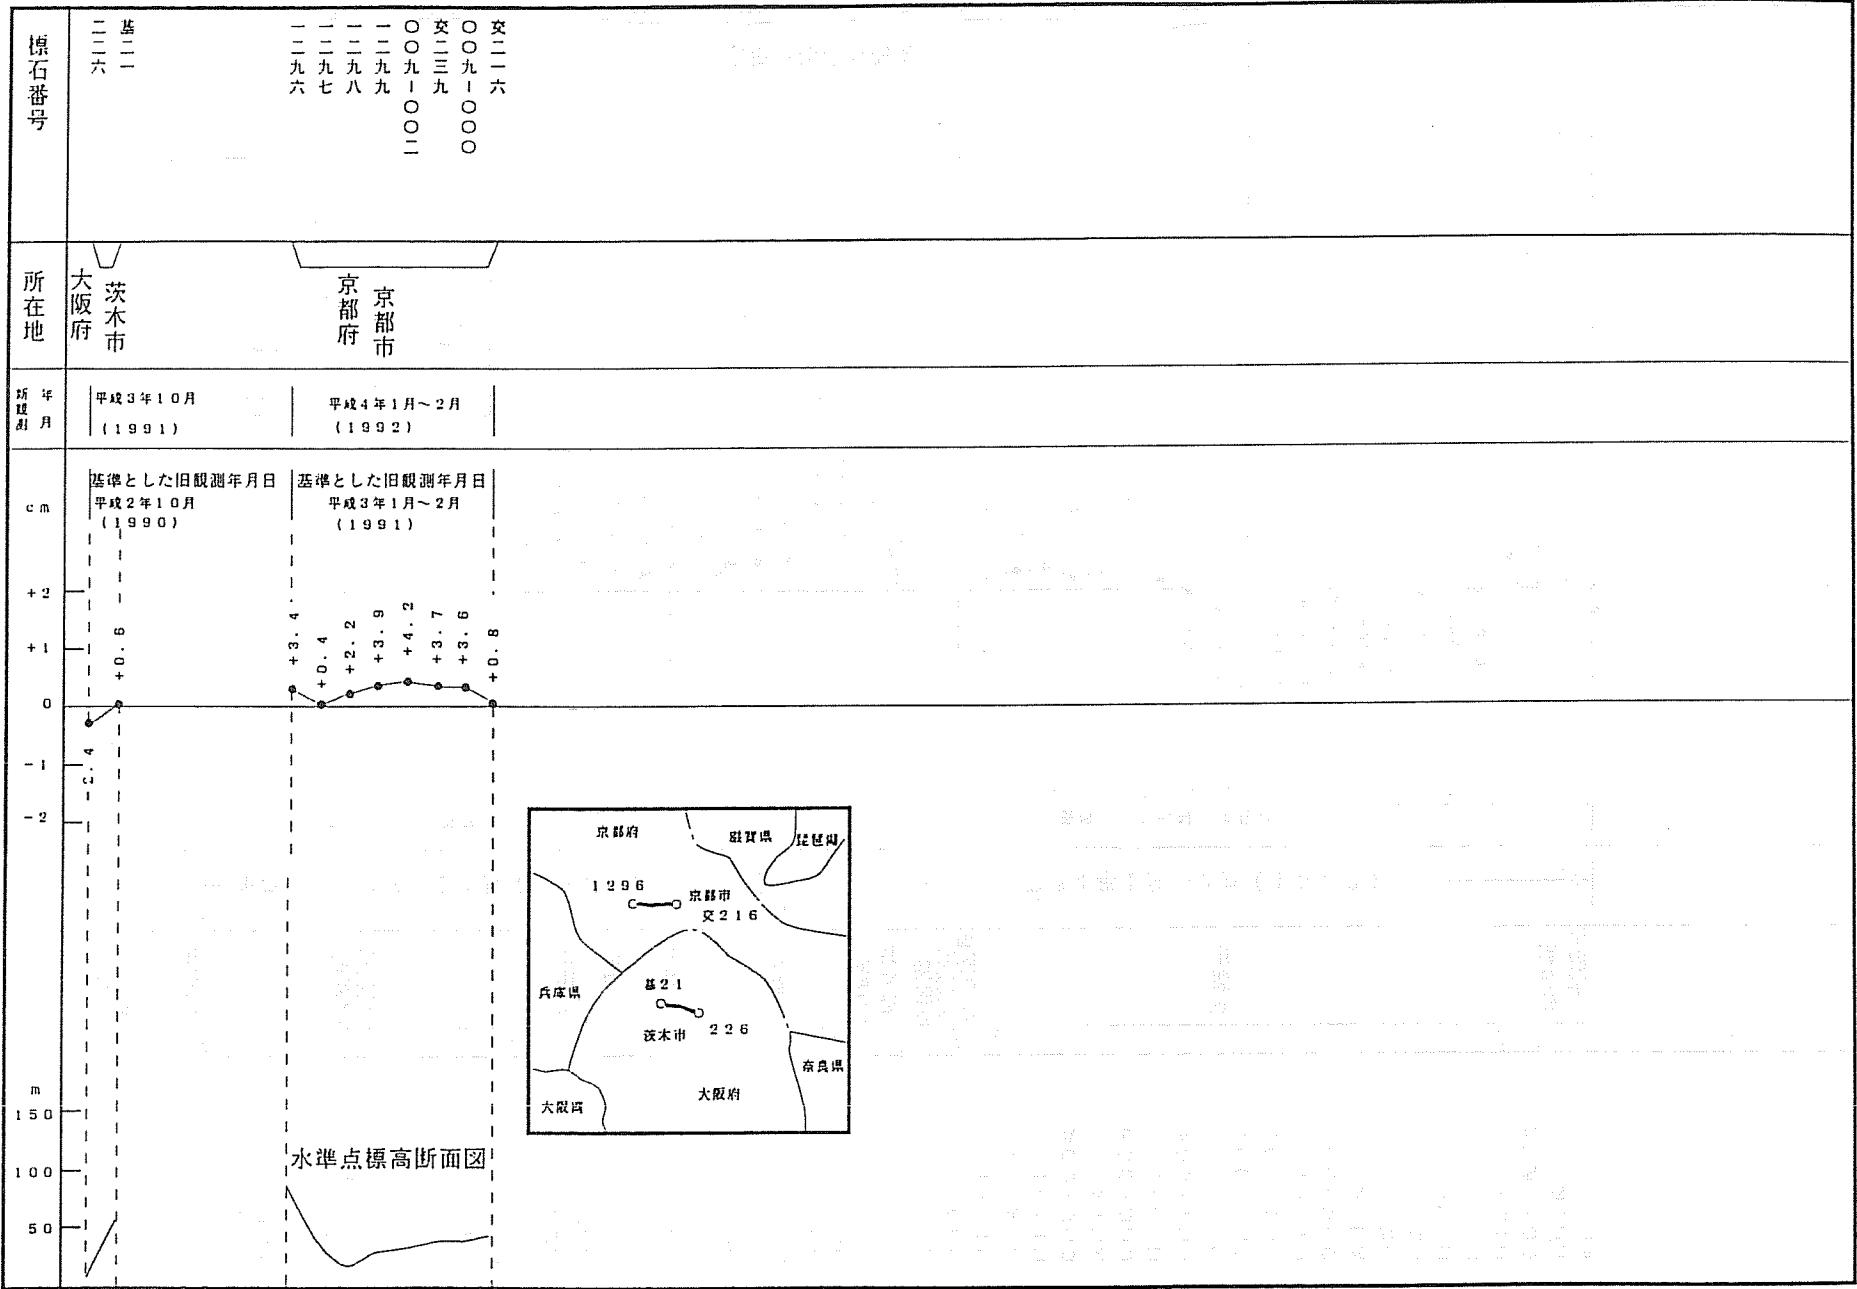 標石番号
二二六
基二一
一二九六
一二九七
一二九八
一二九九
〇〇九-〇〇二
交二三九
〇〇九-〇〇〇
交二一六
所在地
大阪府
茨木市
京都府
京都市
新観測
年月
平成3年10月
(1991)
平成4年1月~2月
(1992)
基準とした旧観測年月日
平成2年10月
(1990)
基準とした旧観測年月日
平成3年1月~2月
(1991)
cm
+2
+1
0
-1
-2
-2.4
+0.6
+3.4
+0.4
+2.2
+3.9
+4.2
+3.7
+3.6
+0.8
京都府
滋賀県
琵琶湖
1296
京都市
交216
兵庫県
基21
226
茨木市
奈良県
大阪府
大阪湾
m
150
100
50
水準点標高断面図